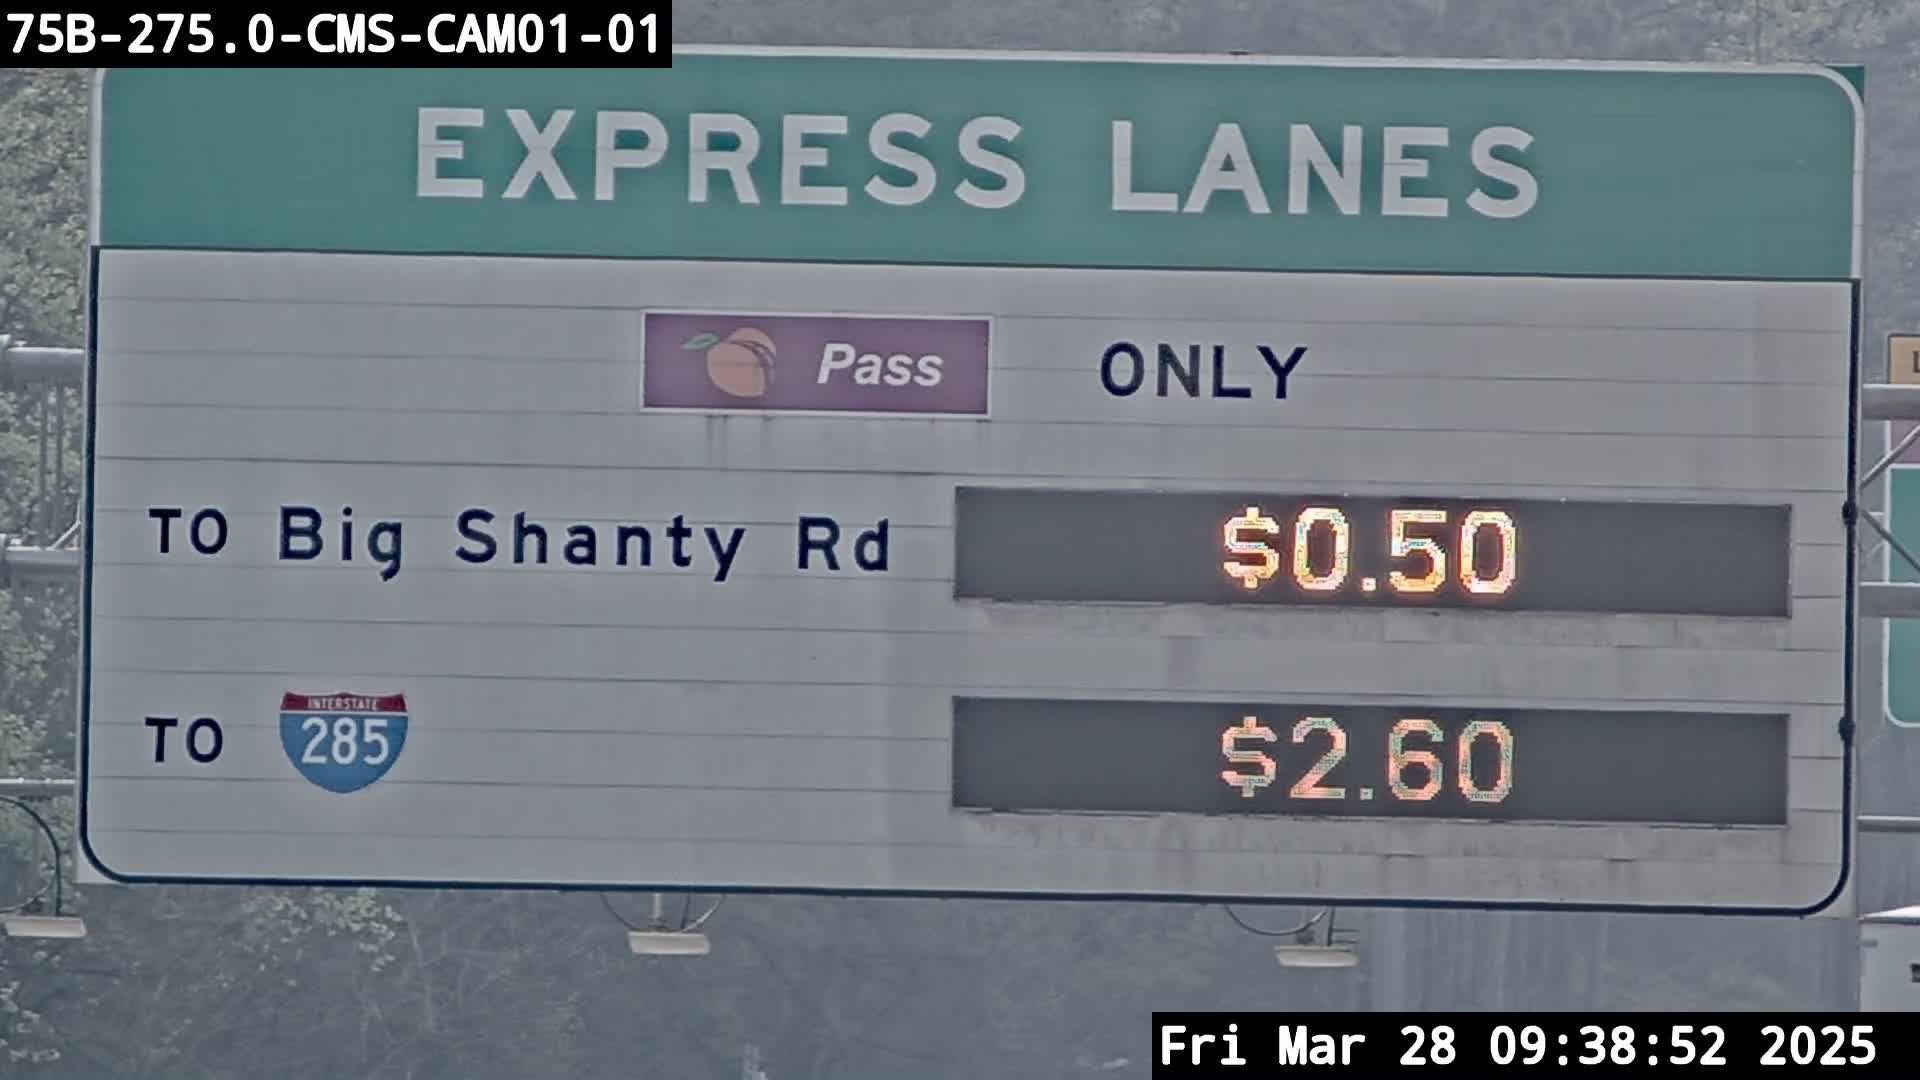 75B-275.0-CMS-CAM01-01
EXPRESS LANES
Pass ONLY
TO Big Shanty Rd $0.50
TO INTERSTATE 285 $2.60
Fri Mar 28 09:38:52 2025